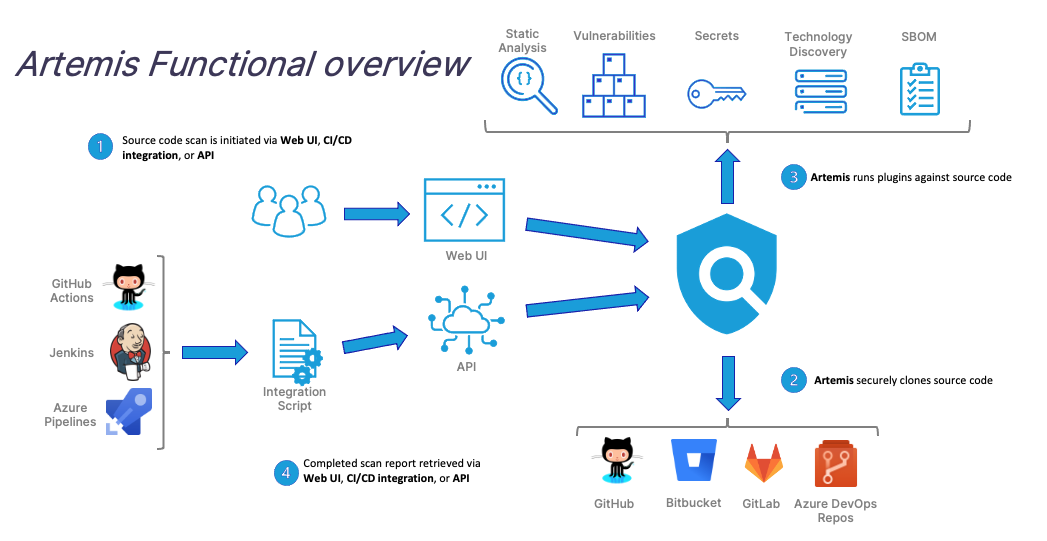 Artemis Functional overview
Static
Analysis
Vulnerabilities
Secrets
Technology
Discovery
SBOM
1
Source code scan is initiated via Web UI, CI/CD
integration, or API
3
Artemis runs plugins against source code
Web UI
GitHub
Actions
Jenkins
Azure
Pipelines
Integration
Script
API
2
Artemis securely clones source code
4
Completed scan report retrieved via
Web UI, CI/CD integration, or API
GitHub
Bitbucket
GitLab
Azure DevOps
Repos